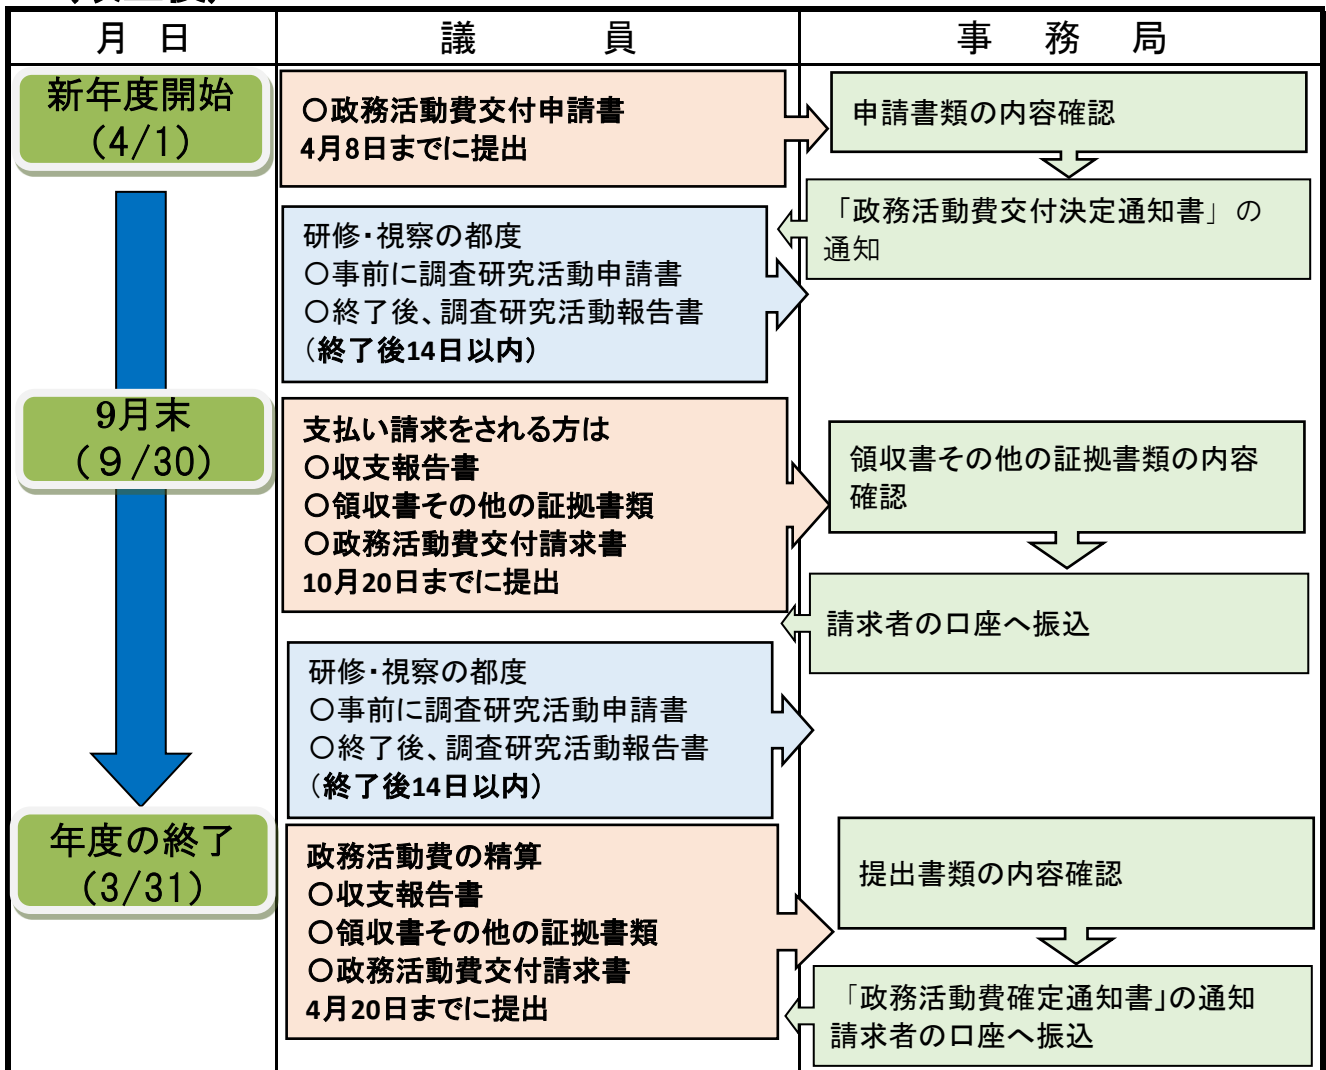 月 日
議 員
事 務 局
新年度開始
(4/1)
〇政務活動費交付申請書
4月8日までに提出
申請書類の内容確認
「政務活動費交付決定通知書」の
通知
研修・視察の都度
〇事前に調査研究活動申請書
〇終了後、調査研究活動報告書
(終了後14日以内)
9月末
(9/30)
支払い請求をされる方は
〇収支報告書
〇領収書その他の証拠書類
〇政務活動費交付請求書
10月20日までに提出
領収書その他の証拠書類の内容
確認
請求者の口座へ振込
研修・視察の都度
〇事前に調査研究活動申請書
〇終了後、調査研究活動報告書
(終了後14日以内)
年度の終了
(3/31)
政務活動費の精算
〇収支報告書
〇領収書その他の証拠書類
〇政務活動費交付請求書
4月20日までに提出
提出書類の内容確認
「政務活動費確定通知書」の通知
請求者の口座へ振込